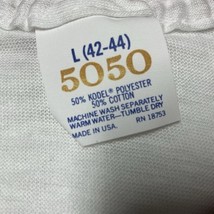 L (42-44)
5050
50% KODEL® POLYESTER
50% COTTON
MACHINE WASH SEPARATELY
WARM WATER-TUMBLE DRY
MADE IN U.S.A. RN 18753